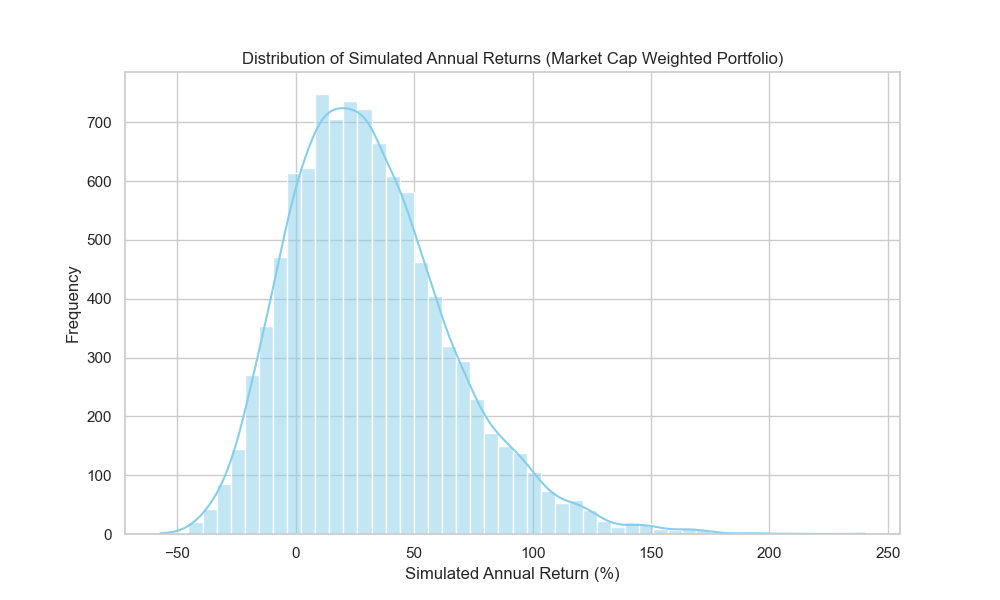 Distribution of Simulated Annual Returns (Market Cap Weighted Portfolio)
Frequency
700
600
500
400
300
200
100
0
−50 0 50 100 150 200 250
Simulated Annual Return (%)